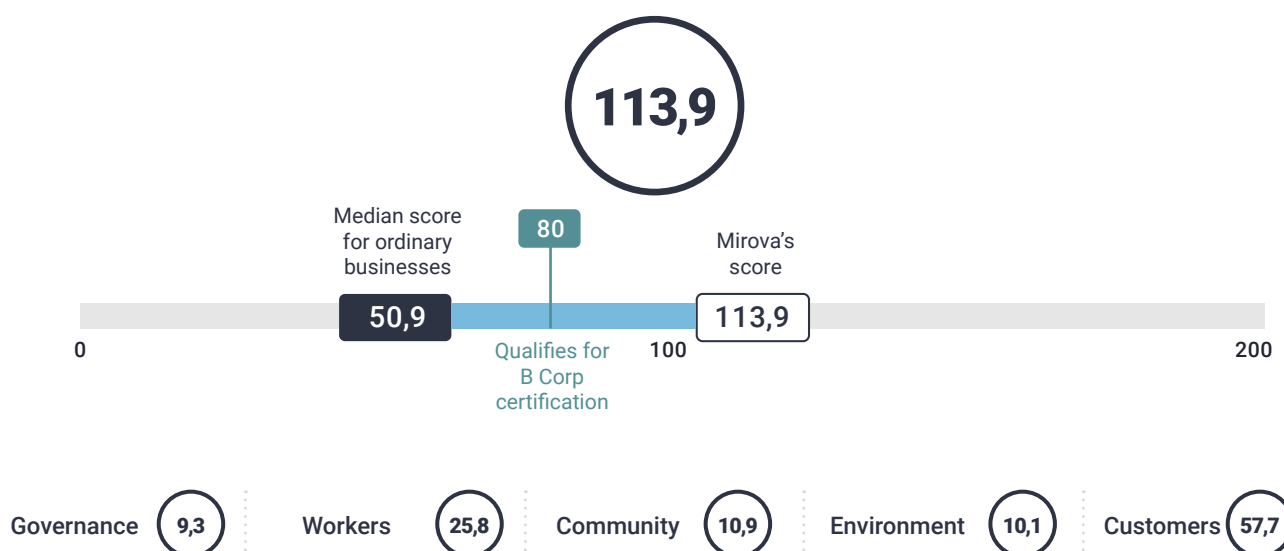 113,9
Median score
for ordinary
businesses
80
Mirova's
score
50,9
113,9
0
Qualifies for
B Corp
certification
100
200
Governance 9,3
Workers 25,8
Community 10,9
Environment 10,1
Customers 57,7